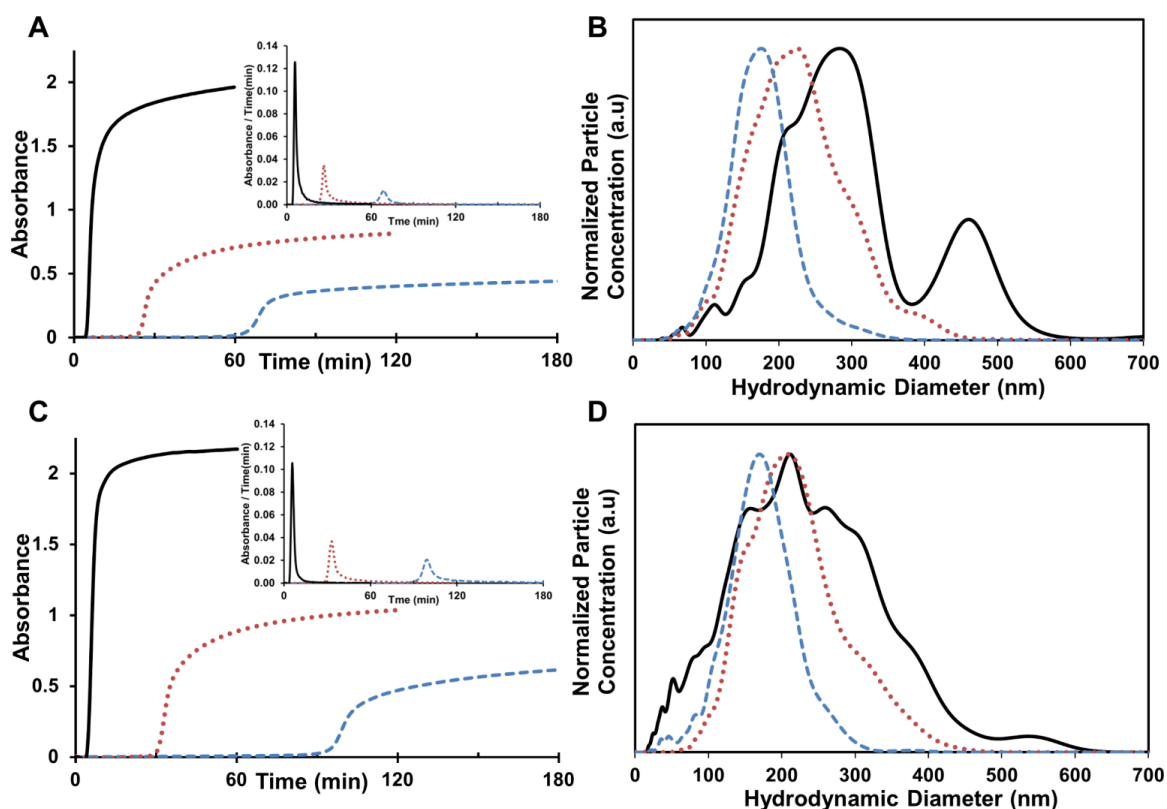 A
Absorbance
2
1.5
1
0.5
0
0 60 120 180
Time (min)
Absorbance / Time(min)
0.14
0.12
0.10
0.08
0.06
0.04
0.02
0.00
0 60 120 180
Tme (min)
B
Normalized Particle
Concentration (a.u)
0 100 200 300 400 500 600 700
Hydrodynamic Diameter (nm)
C
Absorbance
2
1.5
1
0.5
0
0 60 120 180
Time (min)
Absorbance / Time(min)
0.14
0.12
0.10
0.08
0.06
0.04
0.02
0.00
0 60 120 180
Tme (min)
D
Normalized Particle
Concentration (a.u)
0 100 200 300 400 500 600 700
Hydrodynamic Diameter (nm)